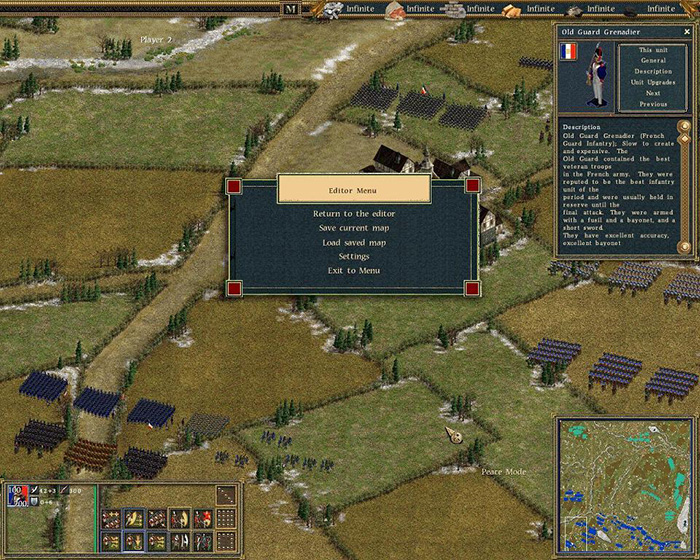 M Infinite Infinite Infinite Infinite Infinite Infinite
Player 2
Old Guard Grenadier
This unit
General
Description
Unit Upgrades
Next
Previous
Description
Old Guard Grenadier (French
Guard Infantry); Slow to create
and expensive. The
Old Guard contained the best
veteran troops
in the French army. They were
reputed to be the best infantry
unit of the
period and were usually held in
reserve until the
final attack. They were armed
with a fusil and a bayonet, and a
short sword
They have excellent accuracy,
excellent bayonet
Editor Menu
Return to the editor
Save current map
Load saved map
Settings
Exit to Menu
Peace Mode